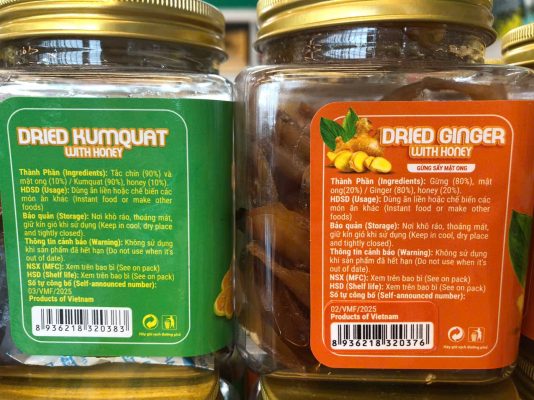 DRIED KUMQUAT
WITH HONEY
Thành Phần (Ingredients): Tắc chín (90%) và
mật ong (10%) / Kumquat (90%), honey (10%).
HDSD (Usage): Dùng ăn liền hoặc chế biến các
món ăn khác (Instant food or make other
foods)
Bảo quản (Storage): Nơi khô ráo, thoáng mát,
giữ kín gió khi sử dụng (Keep in cool, dry place
and tightly closed).
Thông tin cảnh báo (Warning): Không sử dụng
khi sản phẩm đã hết hạn (Do not use when it's
out of date).
NSX (MFC): Xem trên bao bì (See on pack)
HSD (Shelf life): Xem trên bao bì (See on pack)
Số tự công bố (Self-announced number):
03/VMF/2025
Products of Vietnam
8 936218 320383
Hãy giữ sạch đường phố
DRIED GINGER
WITH HONEY
GỪNG SẤY MẬT ONG
Thành Phần (Ingredients): Gừng (80%), mật
ong(20%) / Ginger (80%), honey (20%).
HDSD (Usage): Dùng ăn liền hoặc chế biến các
món ăn khác (Instant food or make other
foods)
Bảo quản (Storage): Nơi khô ráo, thoáng mát,
giữ kín gió khi sử dụng (Keep in cool, dry place
and tightly closed).
Thông tin cảnh báo (Warning): Không sử dụng
khi sản phẩm đã hết hạn (Do not use when it's
out of date).
NSX (MFC): Xem trên bao bì (See on pack)
HSD (Shelf life): Xem trên bao bì (See on pack)
Số tự công bố (Self-announced number):
02/VMF/2025
Products of Vietnam
8 936218 320376
Hãy giữ sạch đường phố